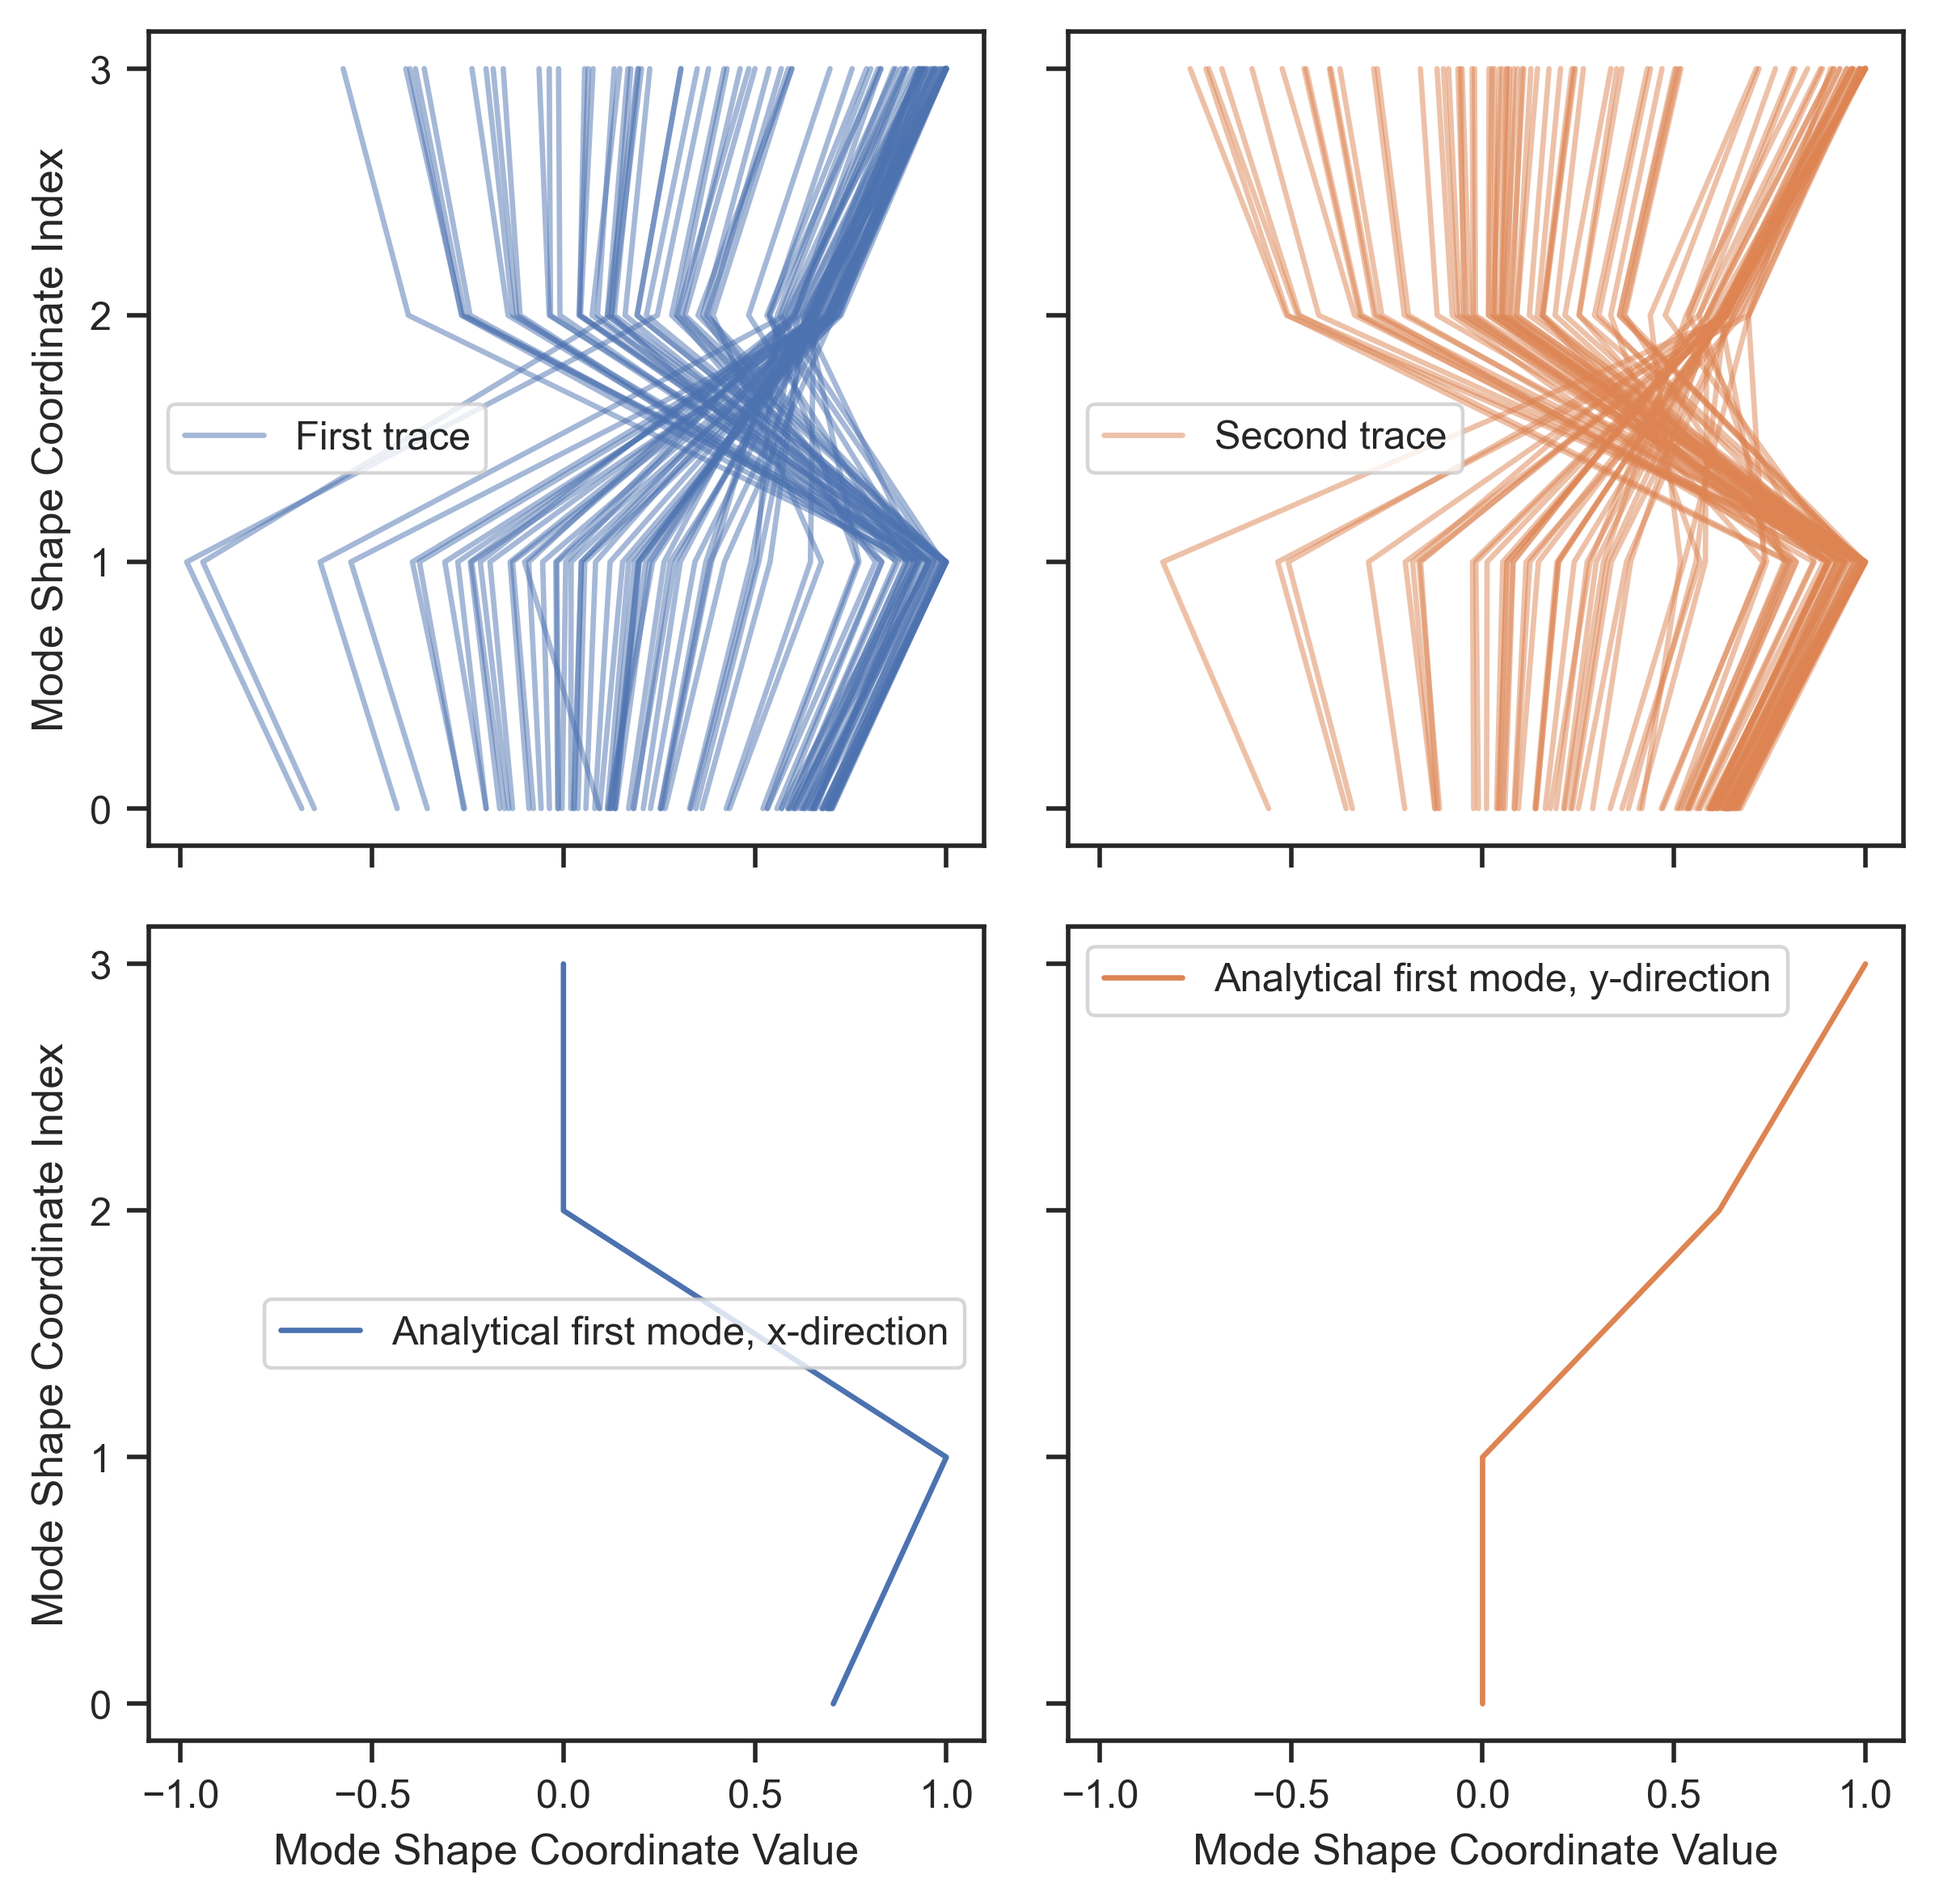 Mode Shape Coordinate Index
3
2
1
0
First trace
Second trace
Mode Shape Coordinate Index
3
2
1
0
Analytical first mode, x-direction
Analytical first mode, y-direction
−1.0 −0.5 0.0 0.5 1.0
−1.0 −0.5 0.0 0.5 1.0
Mode Shape Coordinate Value
Mode Shape Coordinate Value